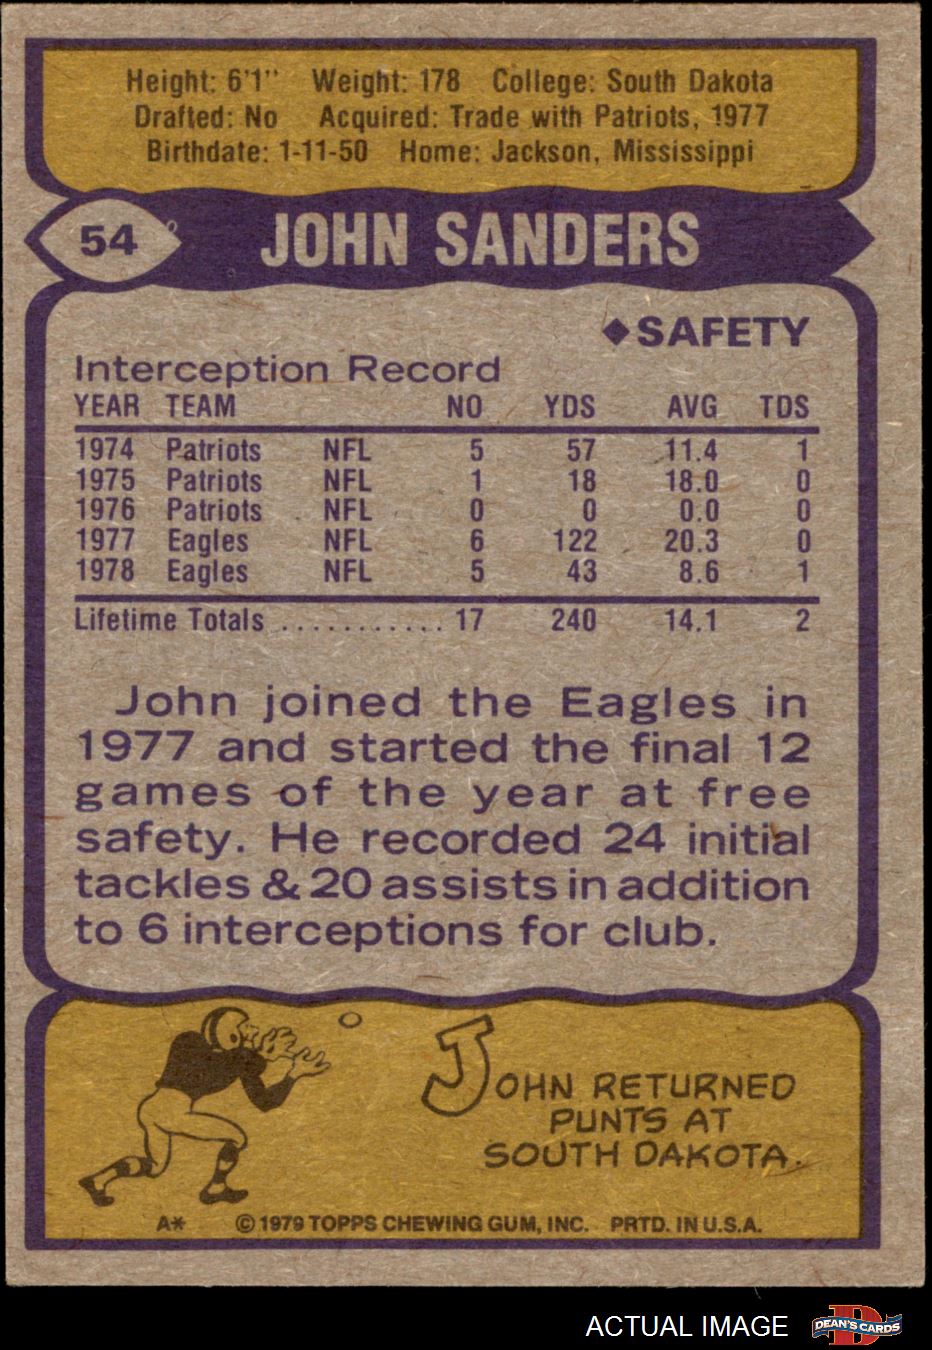 Height: 6'1" Weight: 178 College: South Dakota
Drafted: No Acquired: Trade with Patriots, 1977
Birthdate: 1-11-50 Home: Jackson, Mississippi
54 JOHN SANDERS
◆SAFETY
Interception Record
YEAR TEAM NO YDS AVG TDS
1974 Patriots NFL 5 57 11.4 1
1975 Patriots NFL 1 18 18.0 0
1976 Patriots NFL 0 0 0.0 0
1977 Eagles NFL 6 122 20.3 0
1978 Eagles NFL 5 43 8.6 1
Lifetime Totals ........... 17 240 14.1 2
John joined the Eagles in
1977 and started the final 12
games of the year at free
safety. He recorded 24 initial
tackles & 20 assists in addition
to 6 interceptions for club.
JOHN RETURNED
PUNTS AT
SOUTH DAKOTA.
A* © 1979 TOPPS CHEWING GUM, INC. PRTD. IN U.S.A.
ACTUAL IMAGE D DEAN'S CARDS